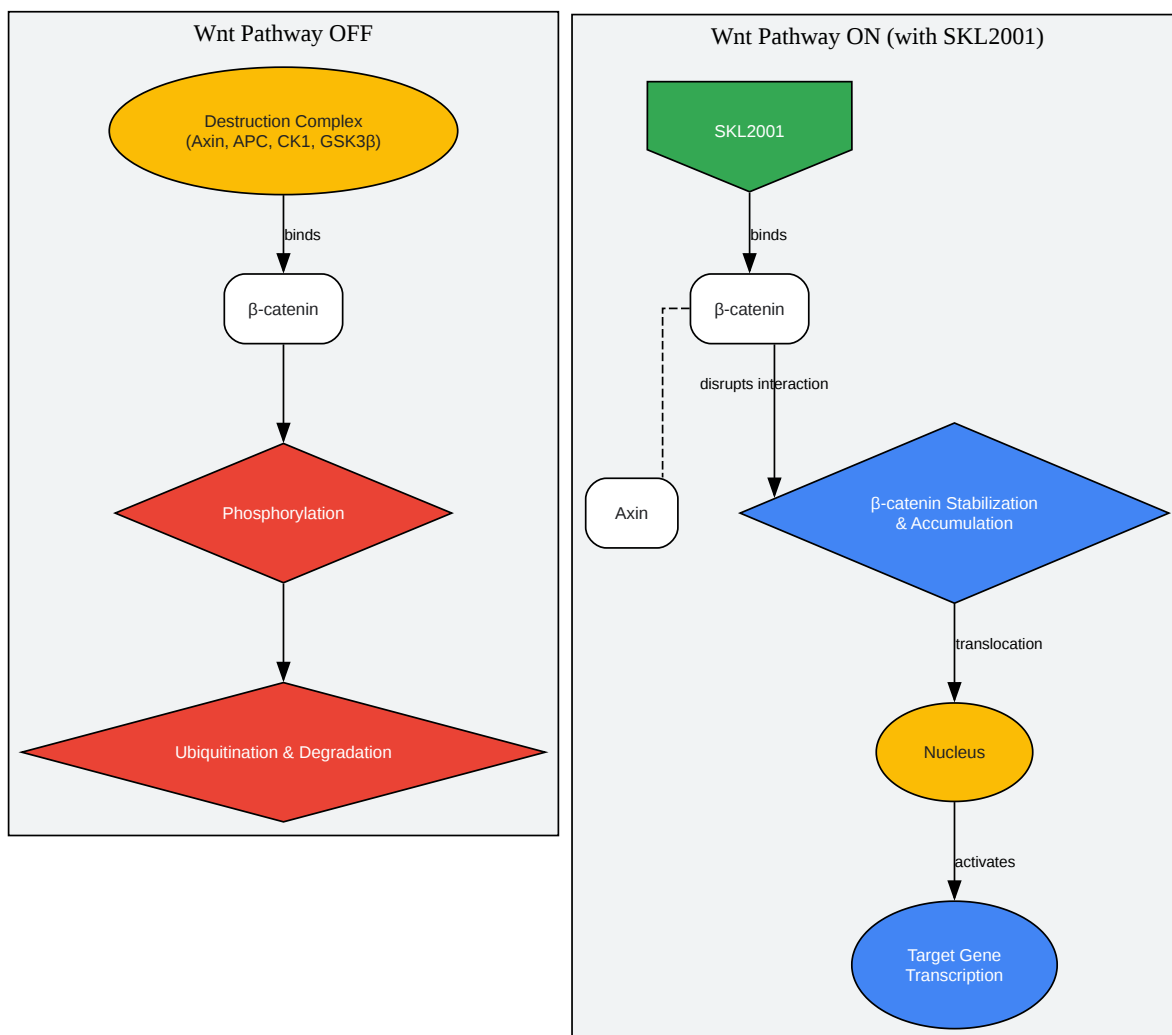 Wnt Pathway OFF
Destruction Complex
(Axin, APC, CK1, GSK3β)
binds
β-catenin
Phosphorylation
Ubiquitination & Degradation
Wnt Pathway ON (with SKL2001)
SKL2001
binds
β-catenin
disrupts interaction
Axin
β-catenin Stabilization
& Accumulation
translocation
Nucleus
activates
Target Gene
Transcription